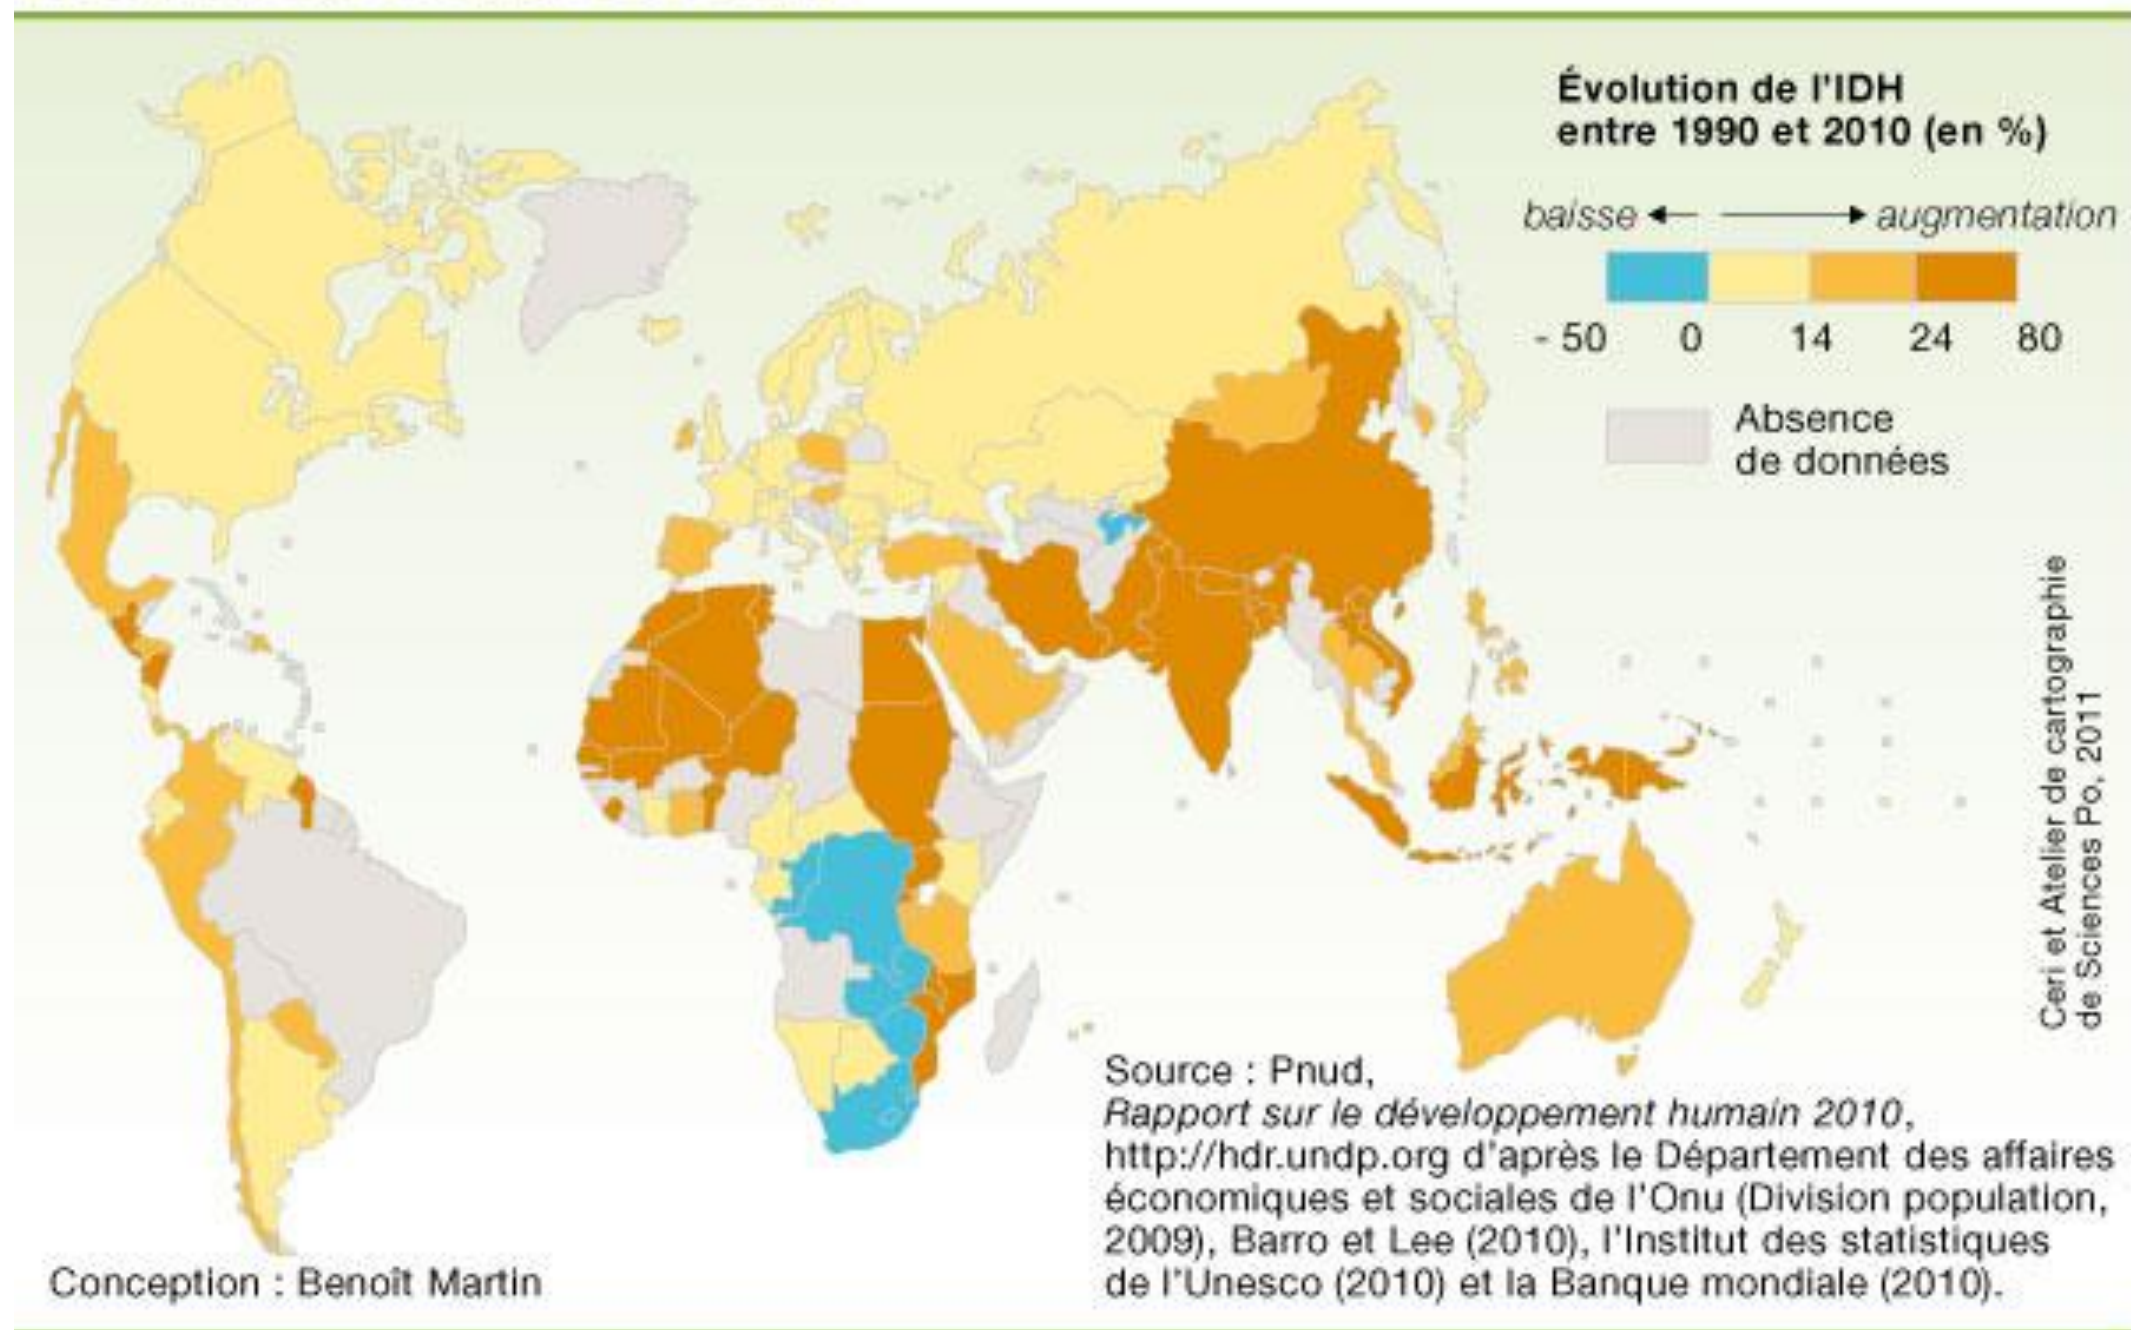 Évolution de l'IDH
entre 1990 et 2010 (en %)
baisse augmentation
- 50 0 14 24 80
Absence
de données
Ceri et Atelier de cartographie
de Sciences Po, 2011
Source : Pnud,
Rapport sur le développement humain 2010,
http://hdr.undp.org d'après le Département des affaires
économiques et sociales de l'Onu (Division population,
2009), Barro et Lee (2010), l'Institut des statistiques
de l'Unesco (2010) et la Banque mondiale (2010).
Conception : Benoît Martin